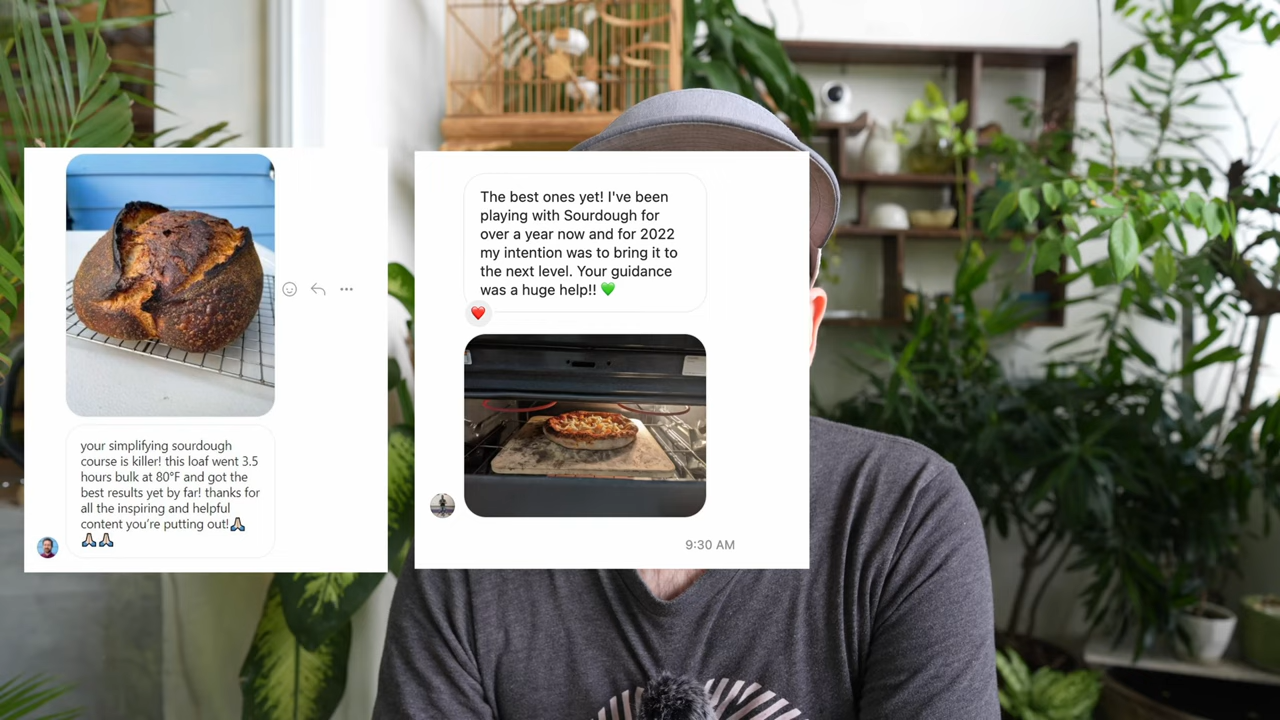 your simplifying sourdough
course is killer! this loaf went 3.5
hours bulk at 80°F and got the
best results yet by far! thanks for
all the inspiring and helpful
content you're putting out!🙏🏻
🙏🏻🙏🏻
The best ones yet! I've been
playing with Sourdough for
over a year now and for 2022
my intention was to bring it to
the next level. Your guidance
was a huge help!! 💚
❤️
9:30 AM